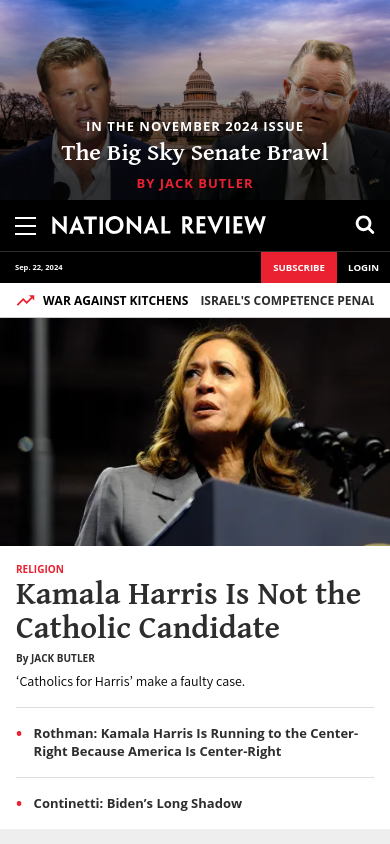 IN THE NOVEMBER 2024 ISSUE
The Big Sky Senate Brawl
BY JACK BUTLER
NATIONAL REVIEW
Sep. 22, 2024
SUBSCRIBE
LOGIN
WAR AGAINST KITCHENS ISRAEL'S COMPETENCE PENAL
RELIGION
Kamala Harris Is Not the
Catholic Candidate
By JACK BUTLER
‘Catholics for Harris’ make a faulty case.
• Rothman: Kamala Harris Is Running to the Center-
Right Because America Is Center-Right
• Continetti: Biden’s Long Shadow